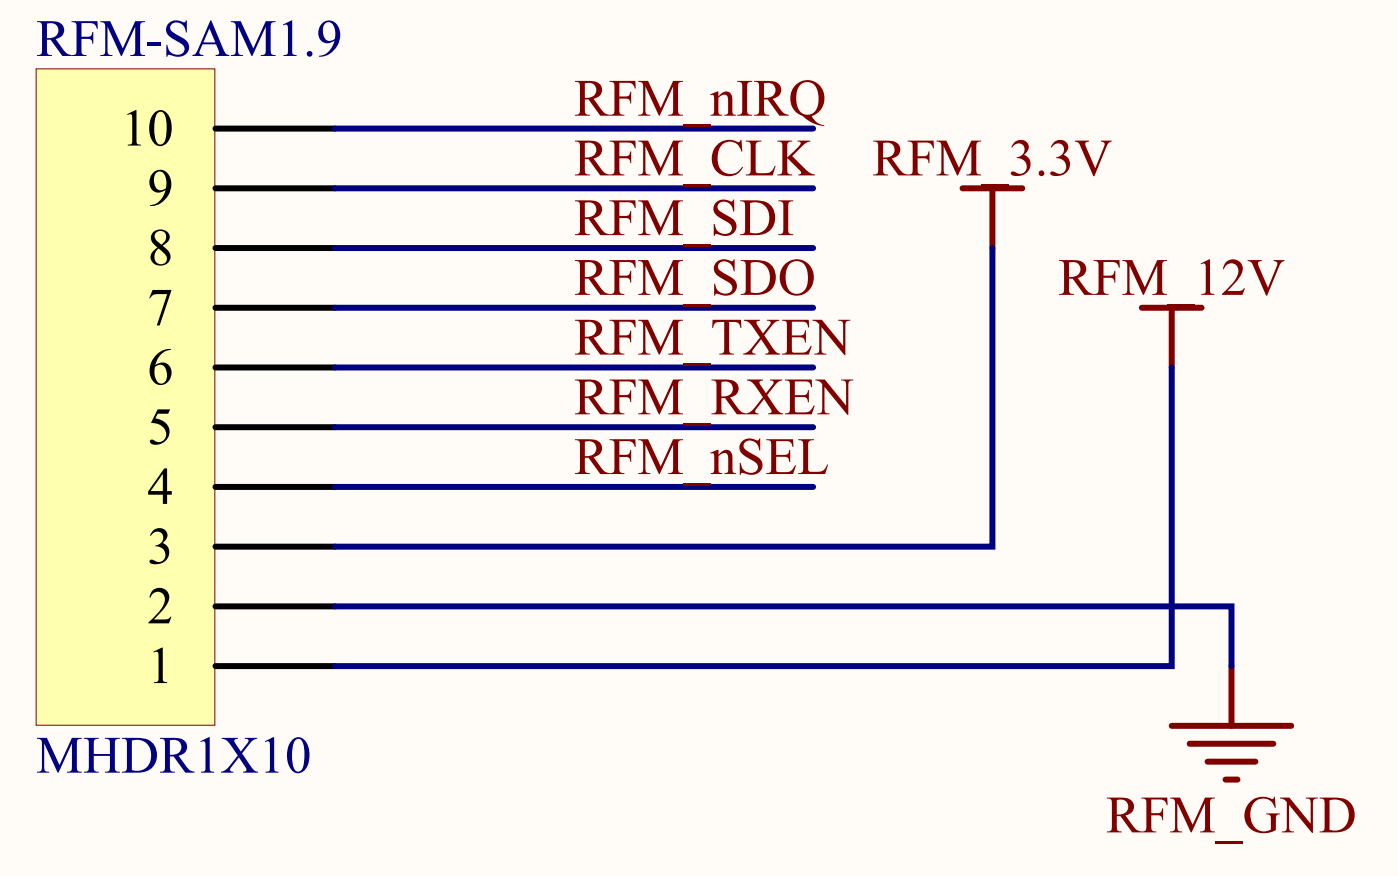 RFM-SAM1.9
10 RFM_nIRQ
9 RFM_CLK RFM_3.3V
8 RFM_SDI
7 RFM_SDO RFM_12V
6 RFM_TXEN
5 RFM_RXEN
4 RFM_nSEL
3
2
1
MHDR1X10
RFM_GND